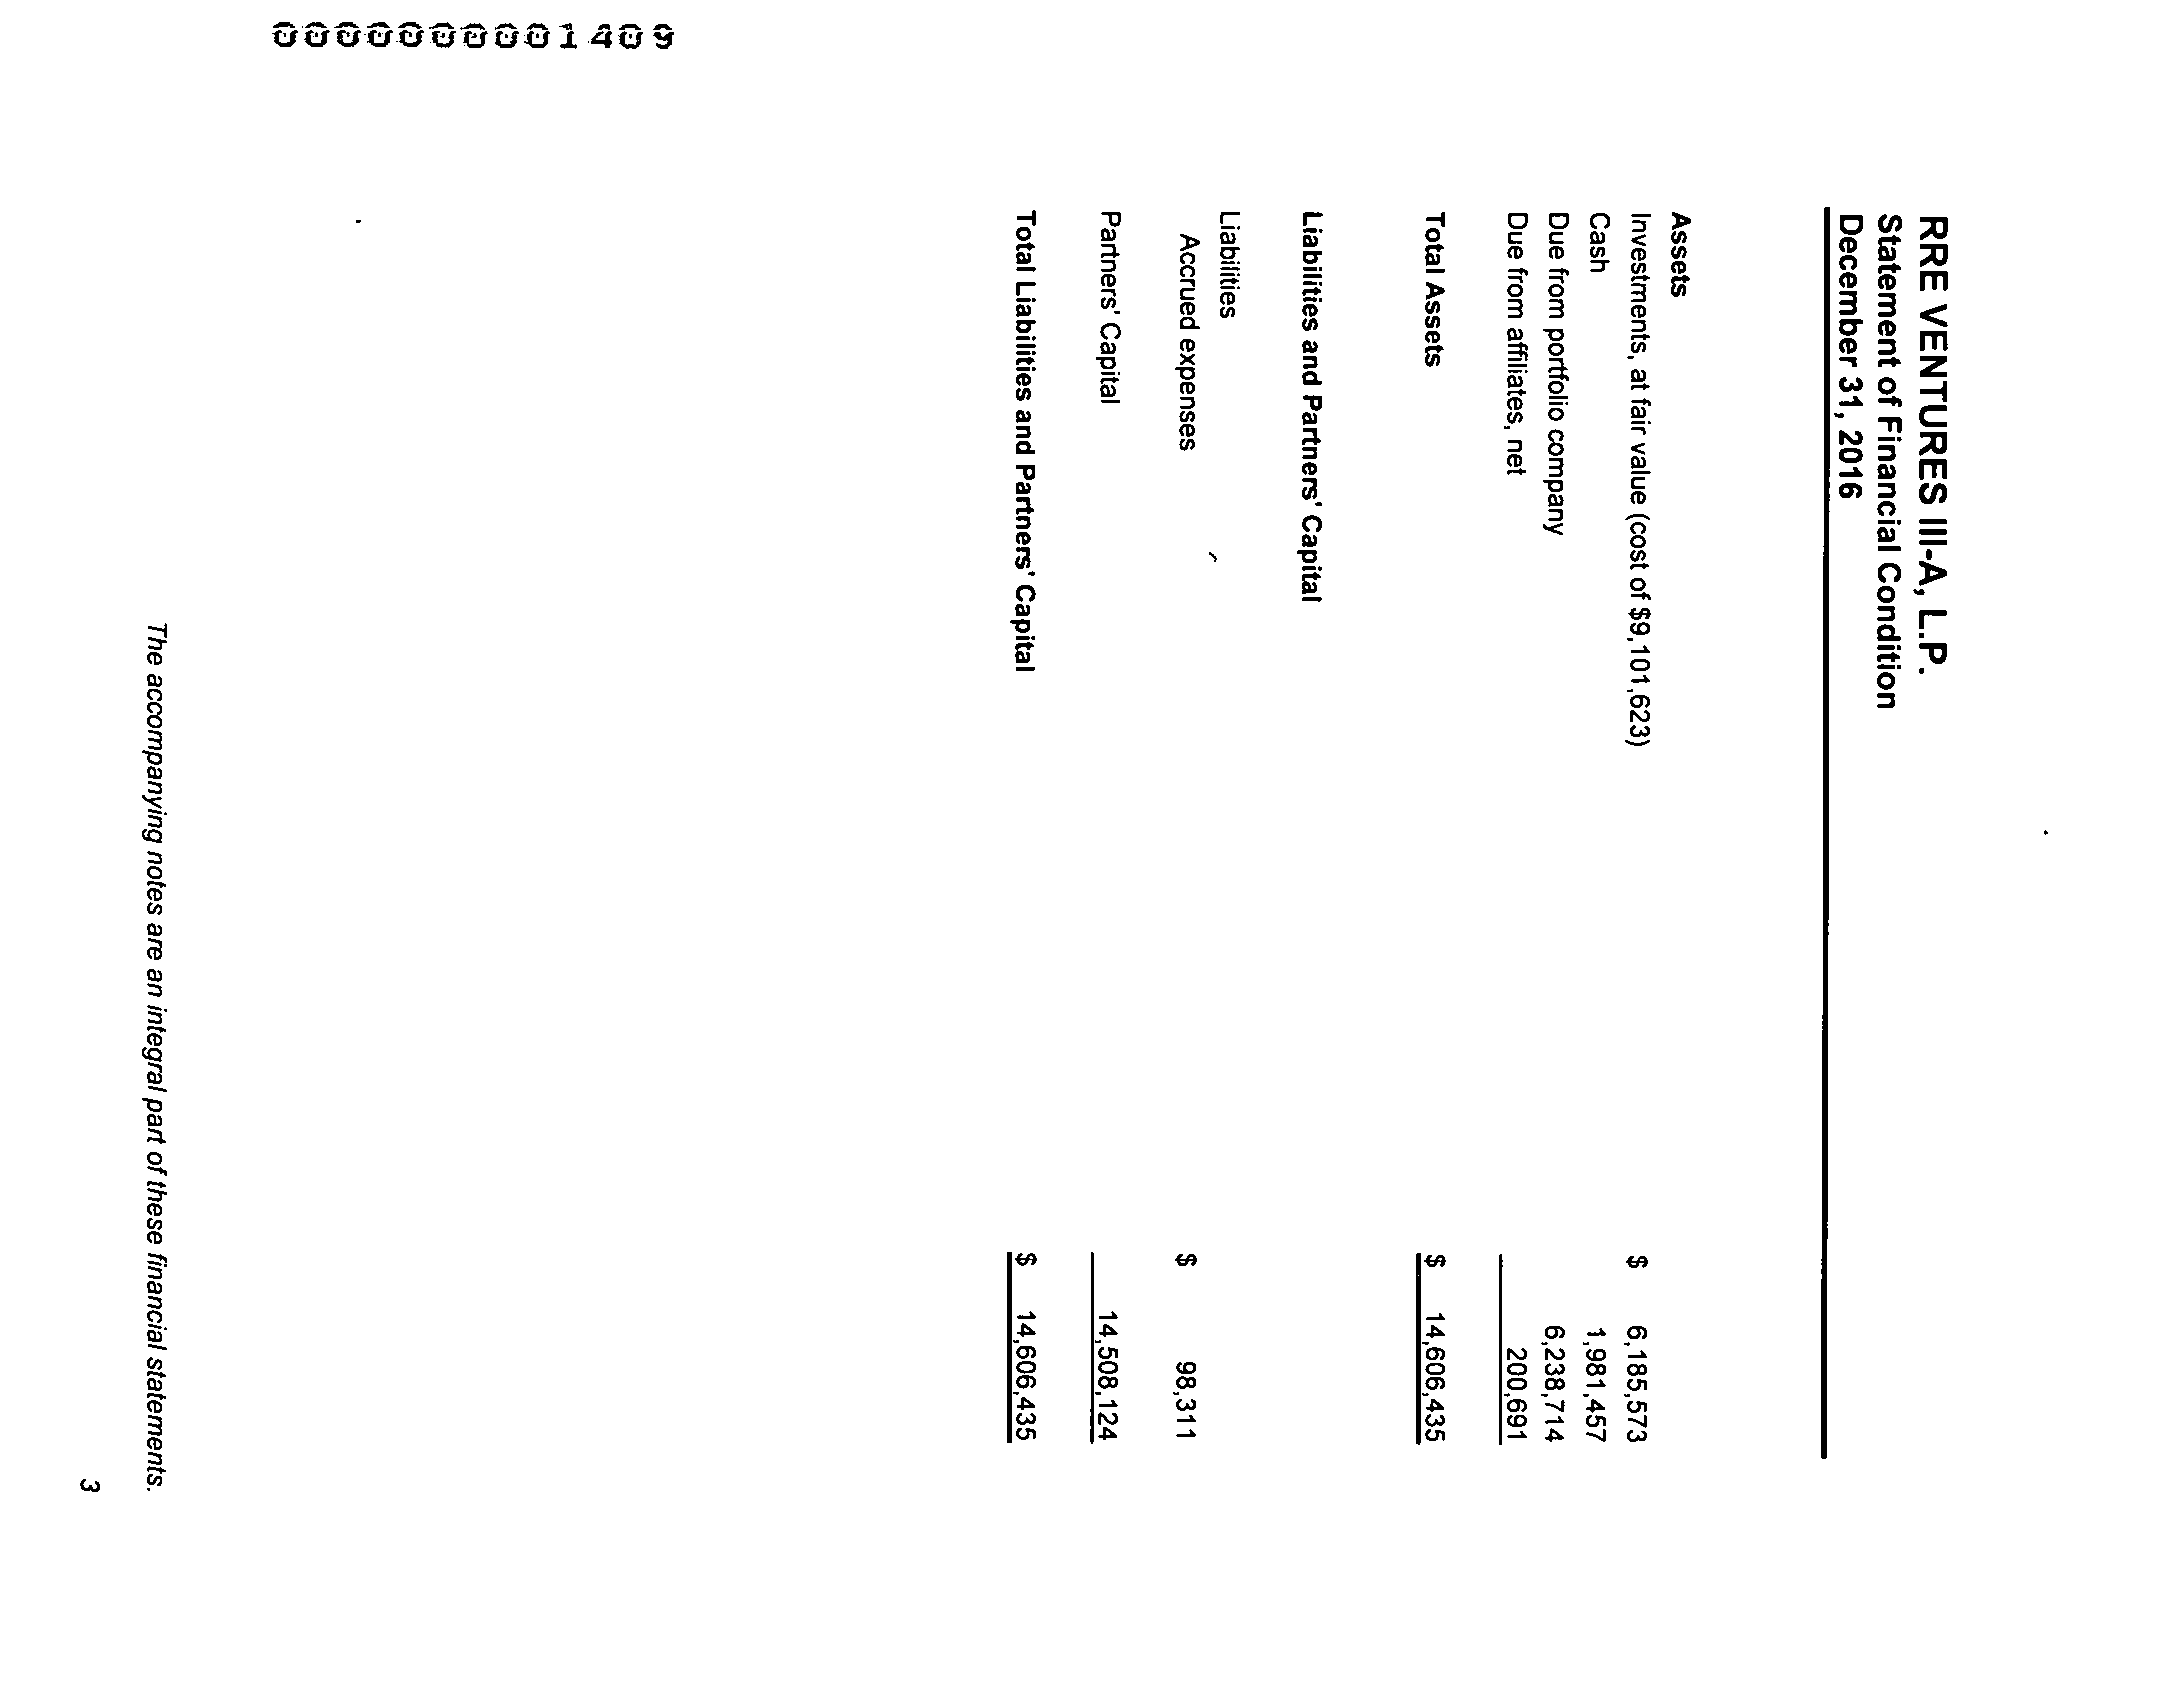 000000001409
RRE VENTURES III-A, L.P.
Statement of Financial Condition
December 31, 2016
Assets
Investments, at fair value (cost of $9,101,623) $ 6,185,573
Cash 1,981,457
Due from portfolio company 6,238,714
Due from affiliates, net 200,691
Total Assets $ 14,606,435
Liabilities and Partners' Capital
Liabilities
Accrued expenses $ 98,311
Partners' Capital 14,508,124
Total Liabilities and Partners' Capital $ 14,606,435
The accompanying notes are an integral part of these financial statements.
3